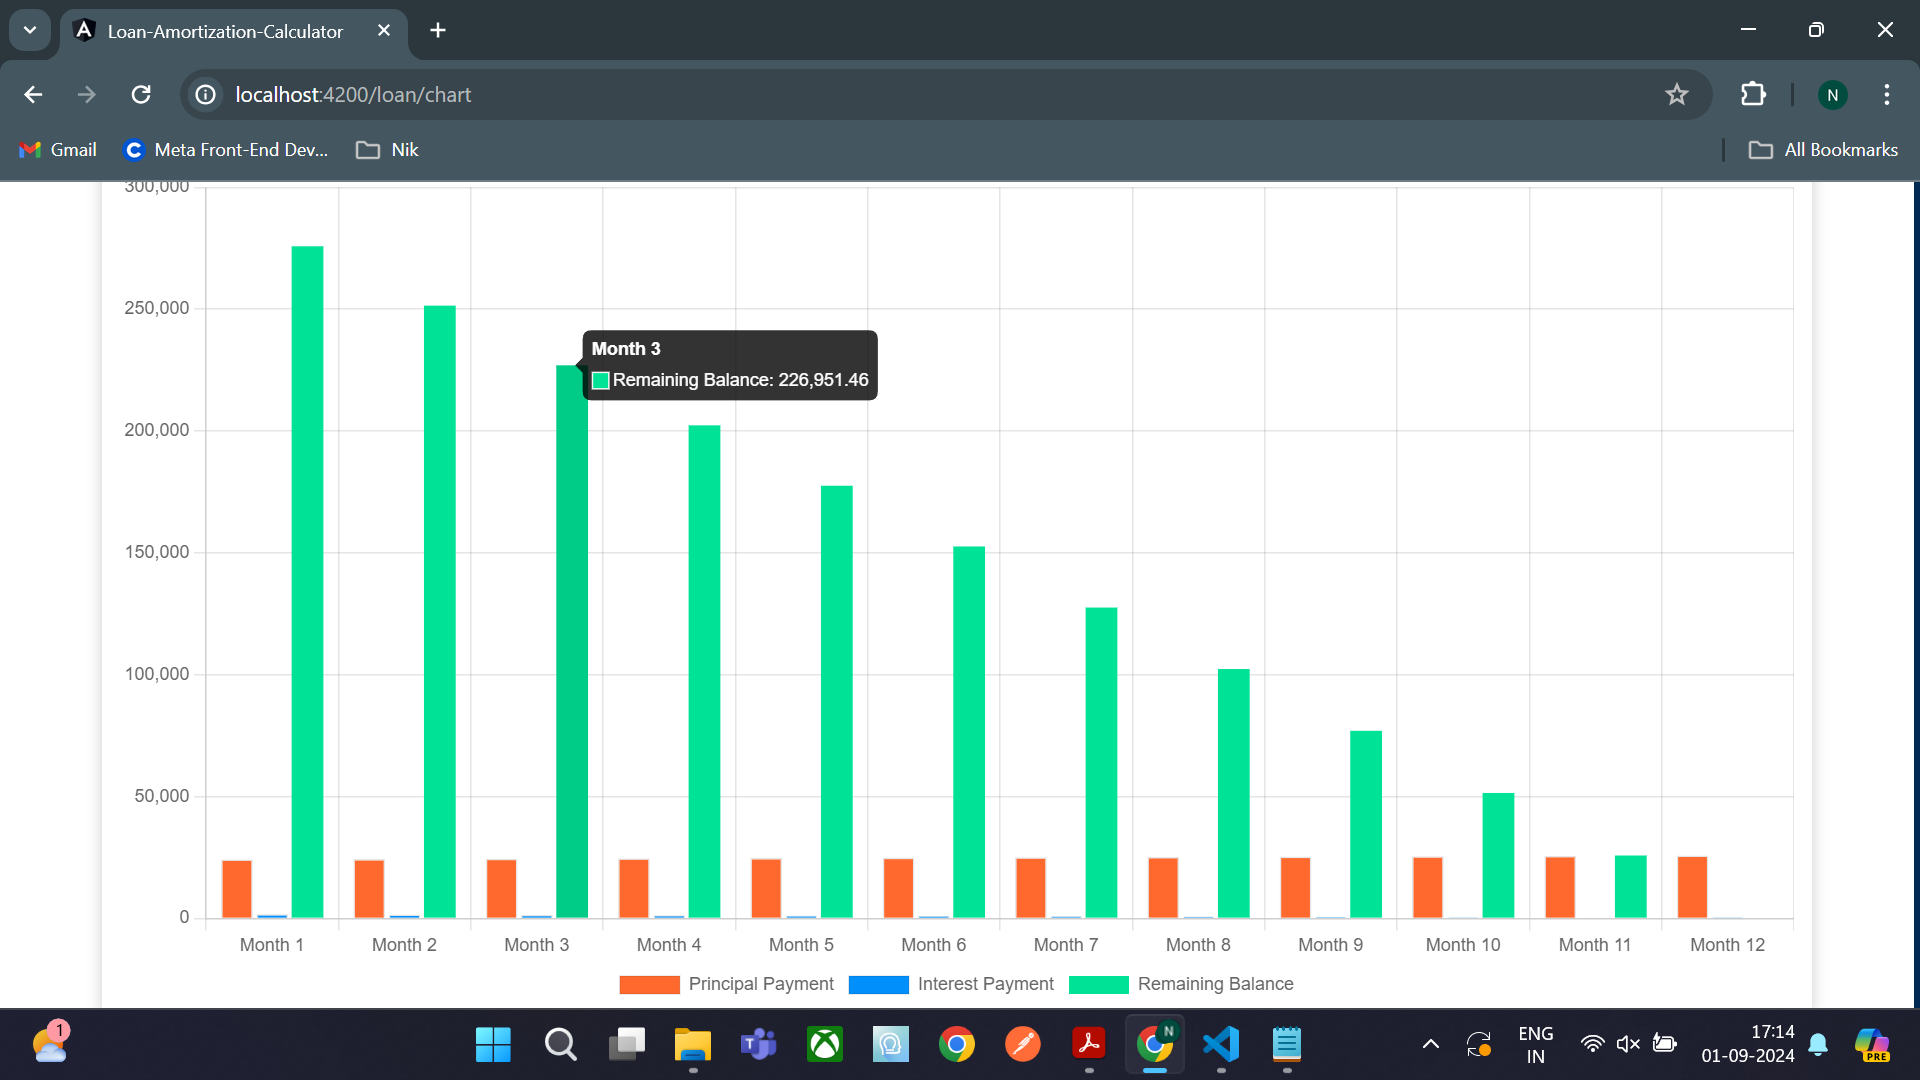 Loan-Amortization-Calculator
localhost:4200/loan/chart
N
Gmail
Meta Front-End Dev...
Nik
All Bookmarks
300,000
250,000
200,000
150,000
100,000
50,000
0
Month 3
Remaining Balance: 226,951.46
Month 1 Month 2 Month 3 Month 4 Month 5 Month 6 Month 7 Month 8 Month 9 Month 10 Month 11 Month 12
Principal Payment Interest Payment Remaining Balance
1
T
N
PRE
ENG
IN
17:14
01-09-2024